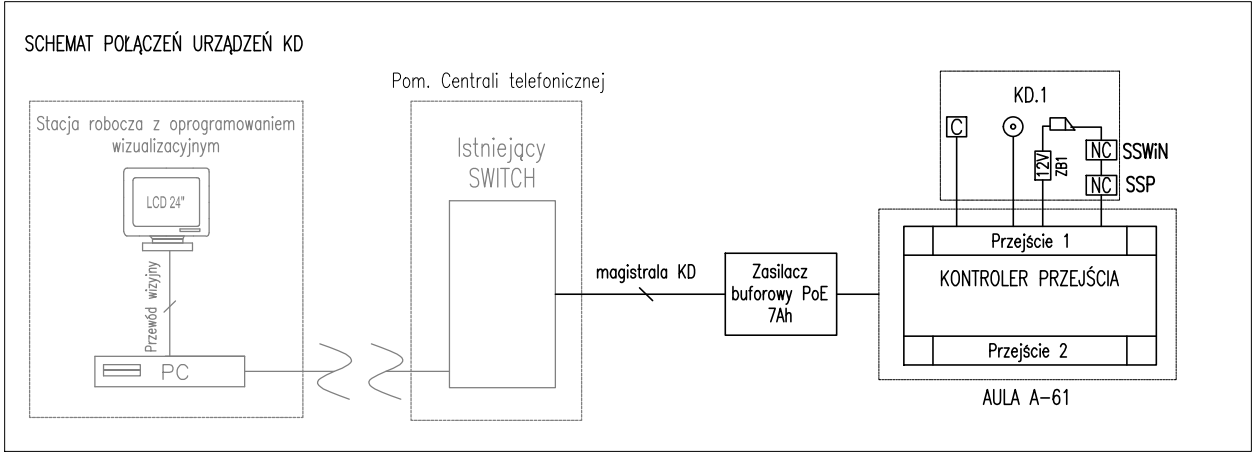 SCHEMAT POŁĄCZEŃ URZĄDZEŃ KD
Stacja robocza z oprogramowaniem
wizualizacyjnym
LCD 24"
Przewód wizyjny
PC
Pom. Centrali telefonicznej
Istniejący
SWITCH
magistrala KD
Zasilacz
buforowy PoE
7Ah
KD.1
C
12V
ZB1
NC SSWiN
NC SSP
Przejście 1
KONTROLER PRZEJŚCIA
Przejście 2
AULA A-61